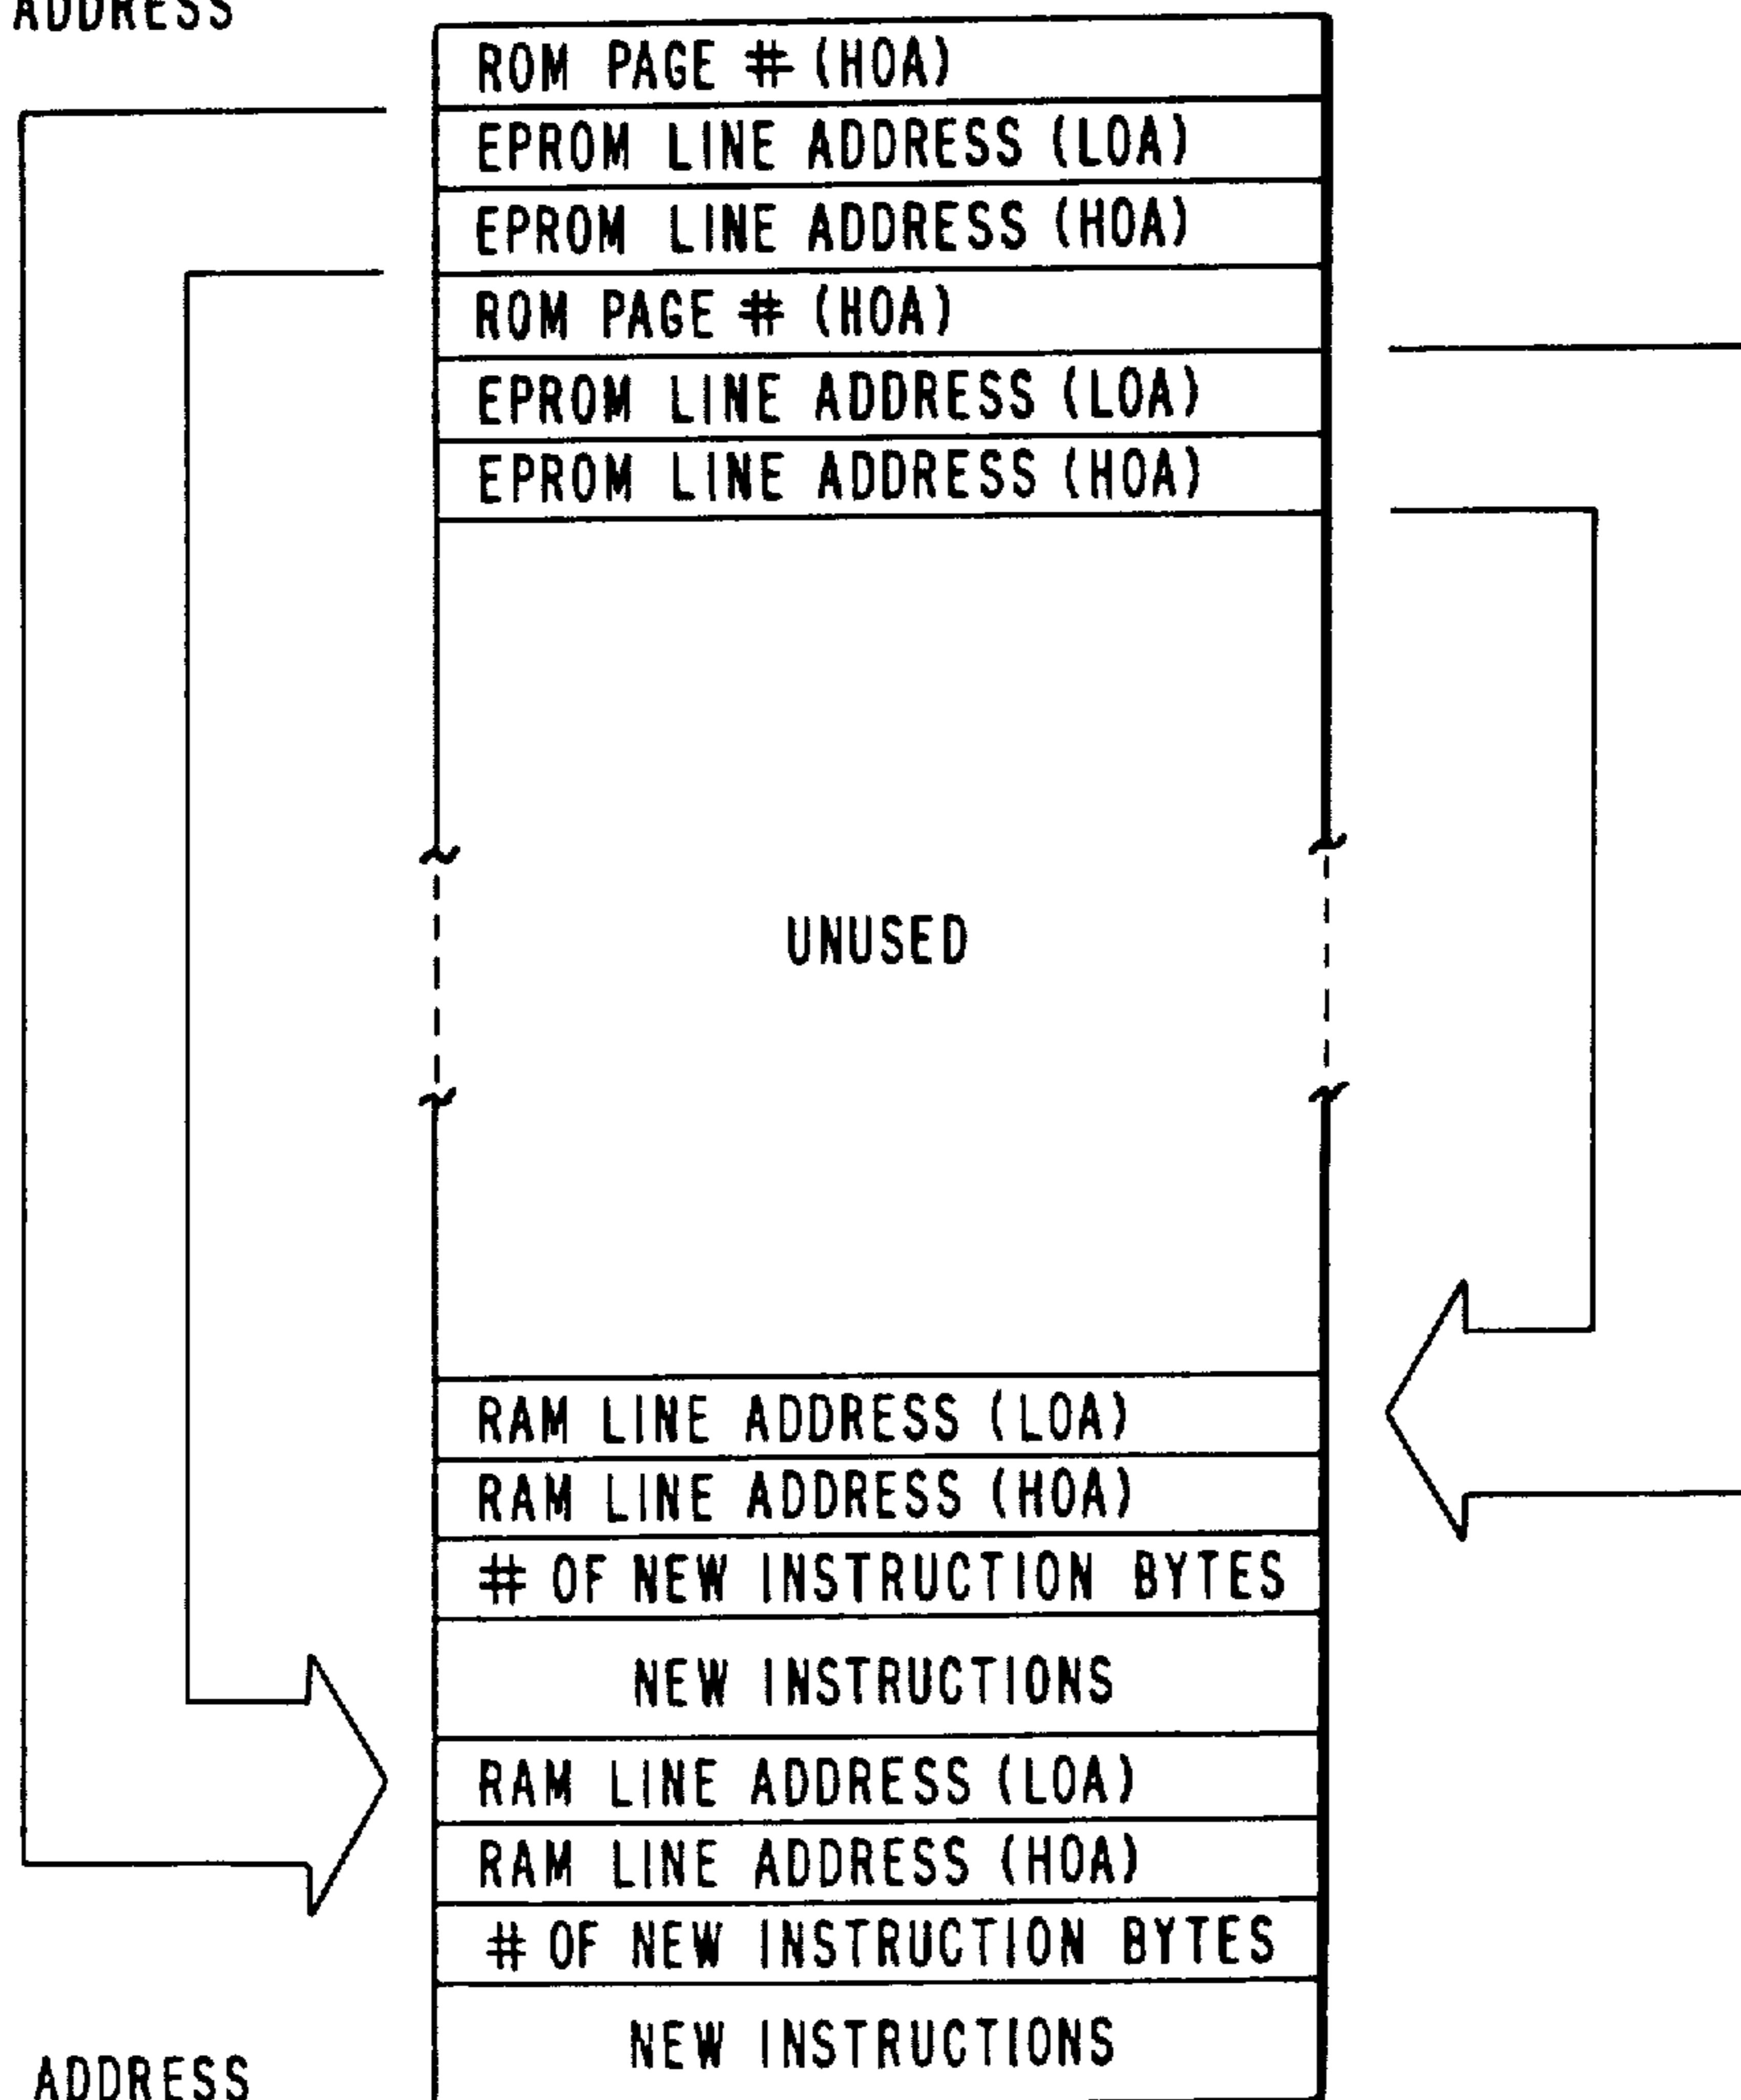 ADDRESS
ROM PAGE # (HOA)
EPROM LINE ADDRESS (LOA)
EPROM LINE ADDRESS (HOA)
ROM PAGE # (HOA)
EPROM LINE ADDRESS (LOA)
EPROM LINE ADDRESS (HOA)
UNUSED
RAM LINE ADDRESS (LOA)
RAM LINE ADDRESS (HOA)
# OF NEW INSTRUCTION BYTES
NEW INSTRUCTIONS
RAM LINE ADDRESS (LOA)
RAM LINE ADDRESS (HOA)
# OF NEW INSTRUCTION BYTES
NEW INSTRUCTIONS
ADDRESS